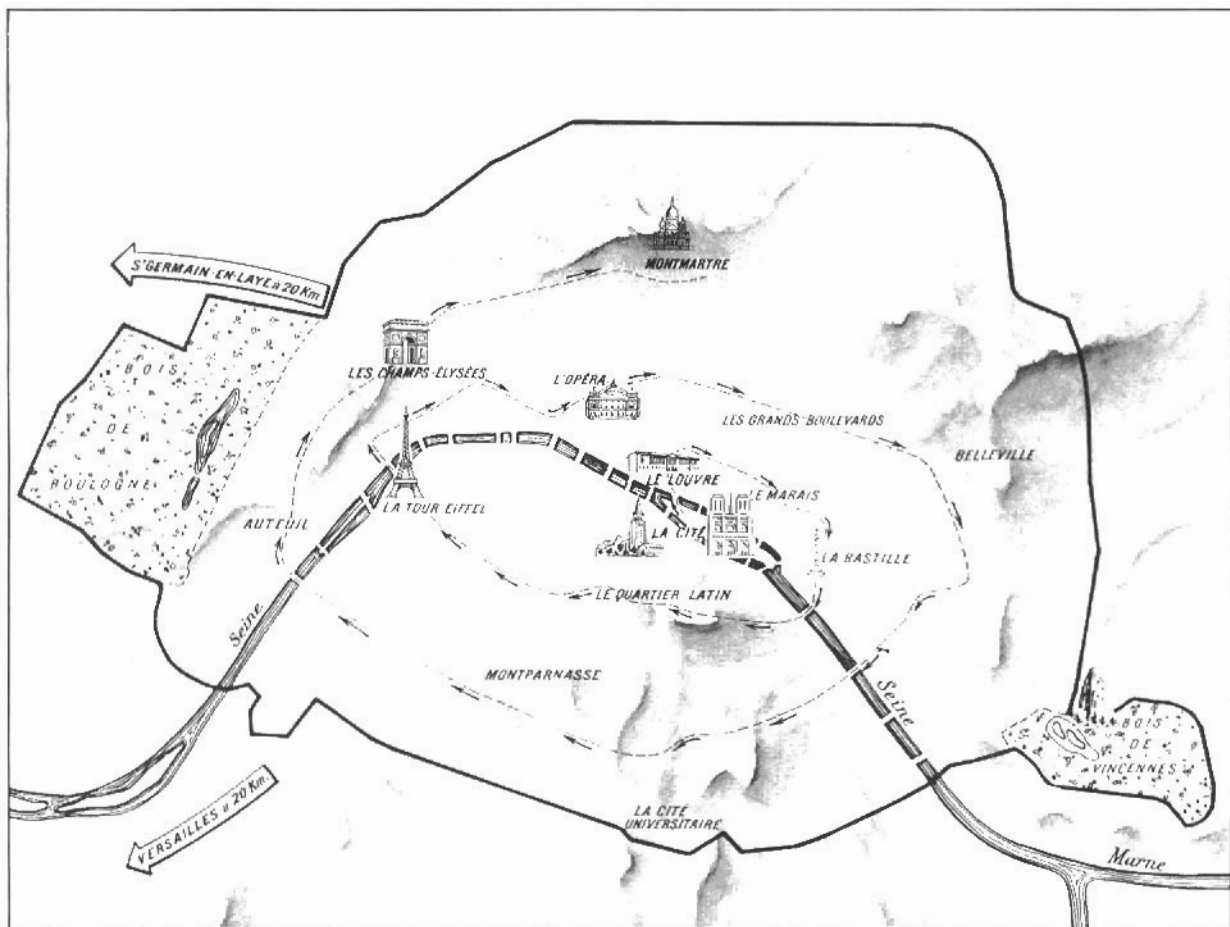 MONTMARTRE
ST GERMAIN-EN-LAYE à 20 Km
LES CHAMPS-ÉLYSÉES
L'OPÉRA
BOIS
DE
BOULOGNE
LES GRANDS-BOULEVARDS
BELLEVILLE
LE LOUVRE
E MARAIS
LA TOUR EIFFEL
AUTEUIL
LA CITÉ
LA BASTILLE
LE QUARTIER LATIN
Seine
MONTPARNASSE
Seine
BOIS
DE
VINCENNES
VERSAILLES à 20 Km.
LA CITÉ
UNIVERSITAIRE
Marne